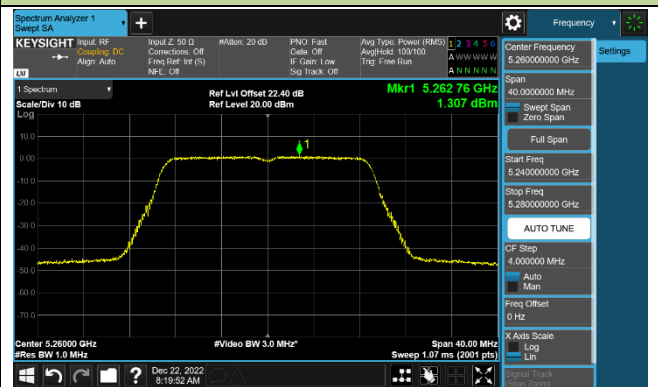 Spectrum Analyzer 1
Swept SA
Frequency
KEYSIGHT
Input: RF
Coupling: DC
Align: Auto
Input Z: 50 Ω
Corrections: Off
Freq Ref: Int (S)
NFE: Off
#Atten: 20 dB
PNO: Fast
Gate: Off
IF Gain: Low
Sig Track: Off
Avg Type: Power (RMS)
Avg|Hold: 100/100
Trig: Free Run
1 2 3 4 5 6
A W W W W W
A N N N N N
LXI
1 Spectrum
Scale/Div 10 dB
Log
Ref Lvl Offset 22.40 dB
Ref Level 20.00 dBm
Mkr1 5.262 76 GHz
1.307 dBm
1
10.0
0.00
-10.0
-20.0
-30.0
-40.0
-50.0
-60.0
-70.0
Center 5.26000 GHz
#Res BW 1.0 MHz
#Video BW 3.0 MHz*
Span 40.00 MHz
Sweep 1.07 ms (2001 pts)
Dec 22, 2022
8:19:52 AM
Center Frequency
5.260000000 GHz
Span
40.0000000 MHz
Swept Span
Zero Span
Full Span
Start Freq
5.240000000 GHz
Stop Freq
5.280000000 GHz
AUTO TUNE
CF Step
4.000000 MHz
Auto
Man
Freq Offset
0 Hz
X Axis Scale
Log
Lin
Signal Track
(Span Zoom)
Settings